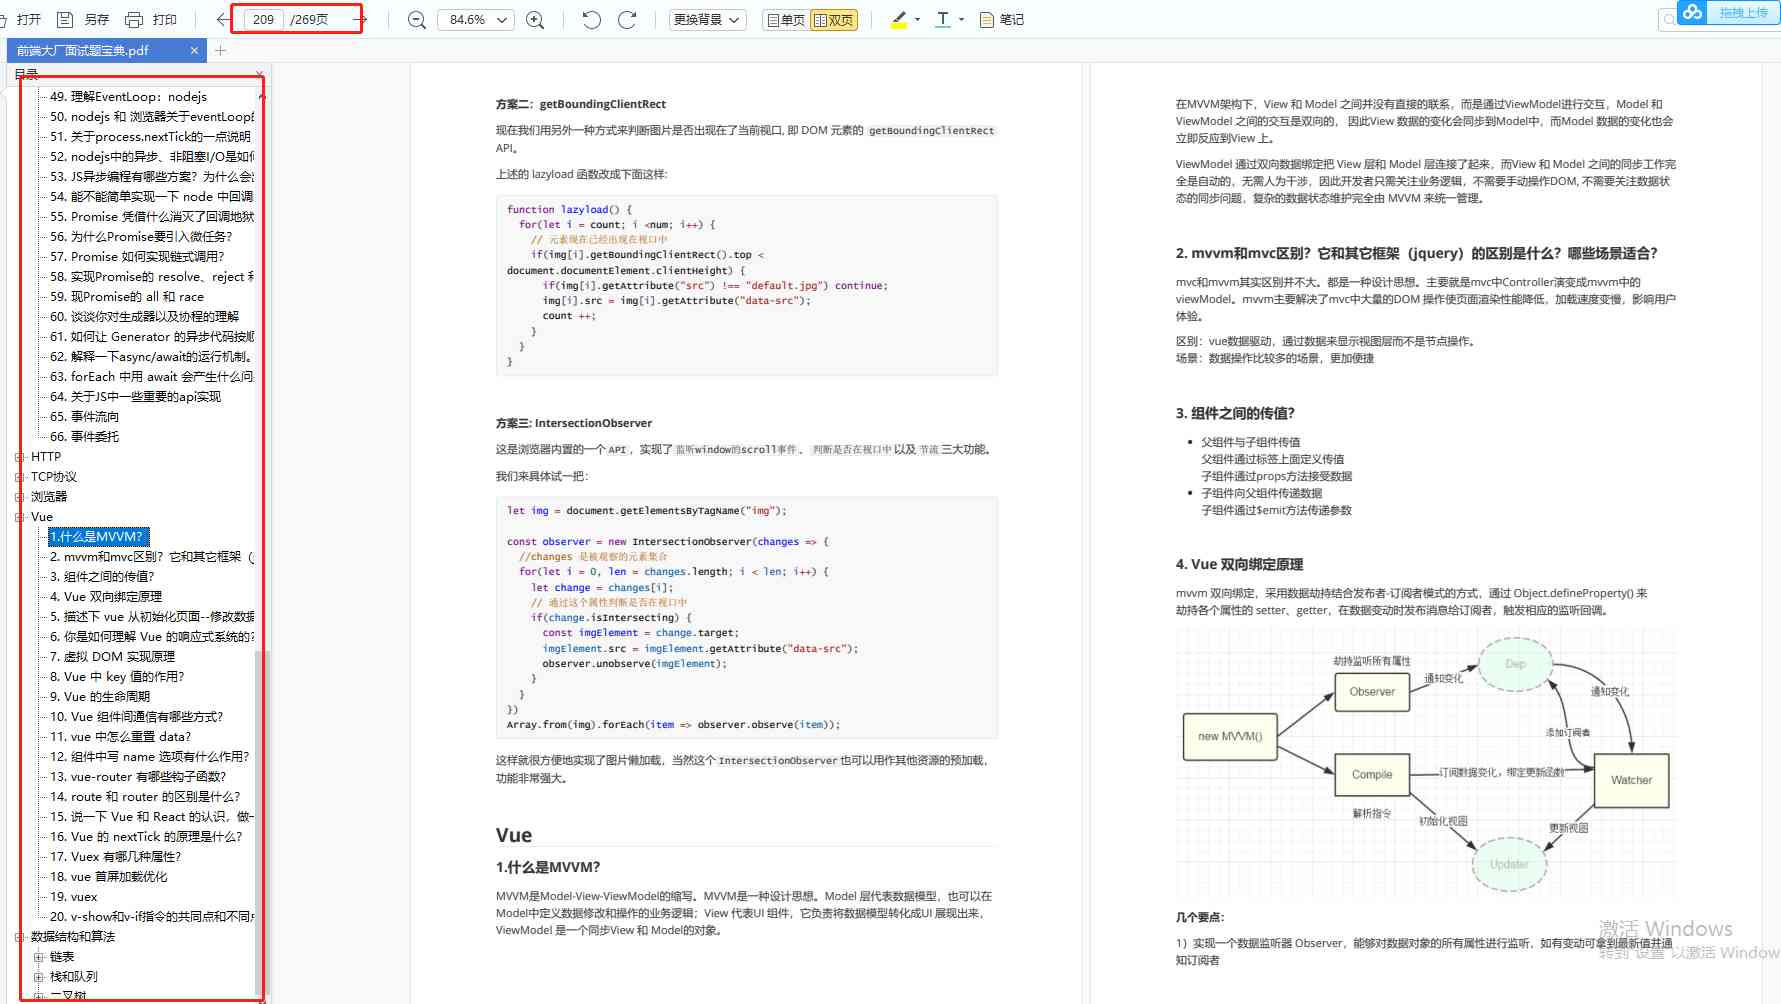 打开 另存 打印 209 /269页 84.6% 更换背景 单页 双页 笔记 拖拽上传
前端大厂面试题宝典.pdf
目录
49. 理解EventLoop：nodejs
50. nodejs 和 浏览器关于eventLoop
51. 关于process.nextTick的一点说明
52. nodejs中的异步、非阻塞I/O是如
53. JS异步编程有哪些方案？为什么会
54. 能不能简单实现一下 node 中回调
55. Promise 凭借什么消灭了回调地狱
56. 为什么Promise要引入微任务？
57. Promise 如何实现链式调用？
58. 实现Promise的 resolve、reject 和
59. 现Promise的 all 和 race
60. 谈谈你对生成器以及协程的理解
61. 如何让 Generator 的异步代码按
62. 解释一下async/await的运行机制。
63. forEach 中用 await 会产生什么问
64. 关于JS中一些重要的api实现
65. 事件流向
66. 事件委托
HTTP
TCP协议
浏览器
Vue
1.什么是MVVM？
2. mvvm和mvc区别？它和其它框架（
3. 组件之间的传值？
4. Vue 双向绑定原理
5. 描述下 vue 从初始化页面--修改数据
6. 你是如何理解 Vue 的响应式系统的？
7. 虚拟 DOM 实现原理
8. Vue 中 key 值的作用？
9. Vue 的生命周期
10. Vue 组件间通信有哪些方式？
11. vue 中怎么重置 data？
12. 组件中写 name 选项有什么作用？
13. vue-router 有哪些钩子函数？
14. route 和 router 的区别是什么？
15. 说一下 Vue 和 React 的认识，做一
16. Vue 的 nextTick 的原理是什么？
17. Vuex 有哪几种属性？
18. vue 首屏加载优化
19. vuex
20. v-show和v-if指令的共同点和不同
数据结构和算法
链表
栈和队列
二叉树
方案二：getBoundingClientRect
现在我们用另外一种方式来判断图片是否出现在了当前视口, 即 DOM 元素的 getBoundingClientRect
API。
上述的 lazyload 函数改成下面这样:
function lazyload() {
for(let i = count; i <num; i++) {
// 元素现在已经出现在视口中
if(img[i].getBoundingClientRect().top <
document.documentElement.clientHeight) {
if(img[i].getAttribute("src") !== "default.jpg") continue;
img[i].src = img[i].getAttribute("data-src");
count ++;
}
}
}
方案三: IntersectionObserver
这是浏览器内置的一个 API，实现了 监听window的scroll事件、判断是否在视口中 以及 节流 三大功能。
我们来具体试一把:
let img = document.getElementsByTagName("img");
const observer = new IntersectionObserver(changes => {
//changes 是被观察的元素集合
for(let i = 0, len = changes.length; i < len; i++) {
let change = changes[i];
// 通过这个属性判断是否在视口中
if(change.isIntersecting) {
const imgElement = change.target;
imgElement.src = imgElement.getAttribute("data-src");
observer.unobserve(imgElement);
}
}
})
Array.from(img).forEach(item => observer.observe(item));
这样就很方便地实现了图片懒加载，当然这个 IntersectionObserver 也可以用作其他资源的预加载，
功能非常强大。
Vue
1.什么是MVVM？
MVVM是Model-View-ViewModel的缩写。MVVM是一种设计思想。Model 层代表数据模型，也可以在
Model中定义数据修改和操作的业务逻辑；View 代表UI 组件，它负责将数据模型转化成UI 展现出来，
ViewModel 是一个同步View 和 Model的对象。
在MVVM架构下，View 和 Model 之间并没有直接的联系，而是通过ViewModel进行交互，Model 和
ViewModel 之间的交互是双向的， 因此View 数据的变化会同步到Model中，而Model 数据的变化也会
立即反应到View 上。
ViewModel 通过双向数据绑定把 View 层和 Model 层连接了起来，而View 和 Model 之间的同步工作完
全是自动的，无需人为干涉，因此开发者只需关注业务逻辑，不需要手动操作DOM, 不需要关注数据状
态的同步问题，复杂的数据状态维护完全由 MVVM 来统一管理。
2. mvvm和mvc区别？它和其它框架（jquery）的区别是什么？哪些场景适合？
mvc和mvvm其实区别并不大。都是一种设计思想。主要就是mvc中Controller演变成mvvm中的
viewModel。mvvm主要解决了mvc中大量的DOM 操作使页面渲染性能降低，加载速度变慢，影响用户
体验。
区别：vue数据驱动，通过数据来显示视图层而不是节点操作。
场景：数据操作比较多的场景，更加便捷
3. 组件之间的传值？
父组件与子组件传值
父组件通过标签上面定义传值
子组件通过props方法接受数据
子组件向父组件传递数据
子组件通过$emit方法传递参数
4. Vue 双向绑定原理
mvvm 双向绑定，采用数据劫持结合发布者-订阅者模式的方式，通过 Object.defineProperty() 来
劫持各个属性的 setter、getter，在数据变动时发布消息给订阅者，触发相应的监听回调。
劫持监听所有属性
Dep
通知变化
Observer
通知变化
new MVVM()
添加订阅者
Compile
订阅数据变化，绑定更新函数
Watcher
解析指令
初始化视图
更新视图
Updater
几个要点：
1）实现一个数据监听器 Observer，能够对数据对象的所有属性进行监听，如有变动可拿到最新值并通
知订阅者
激活 Windows
转到"设置"以激活 Window